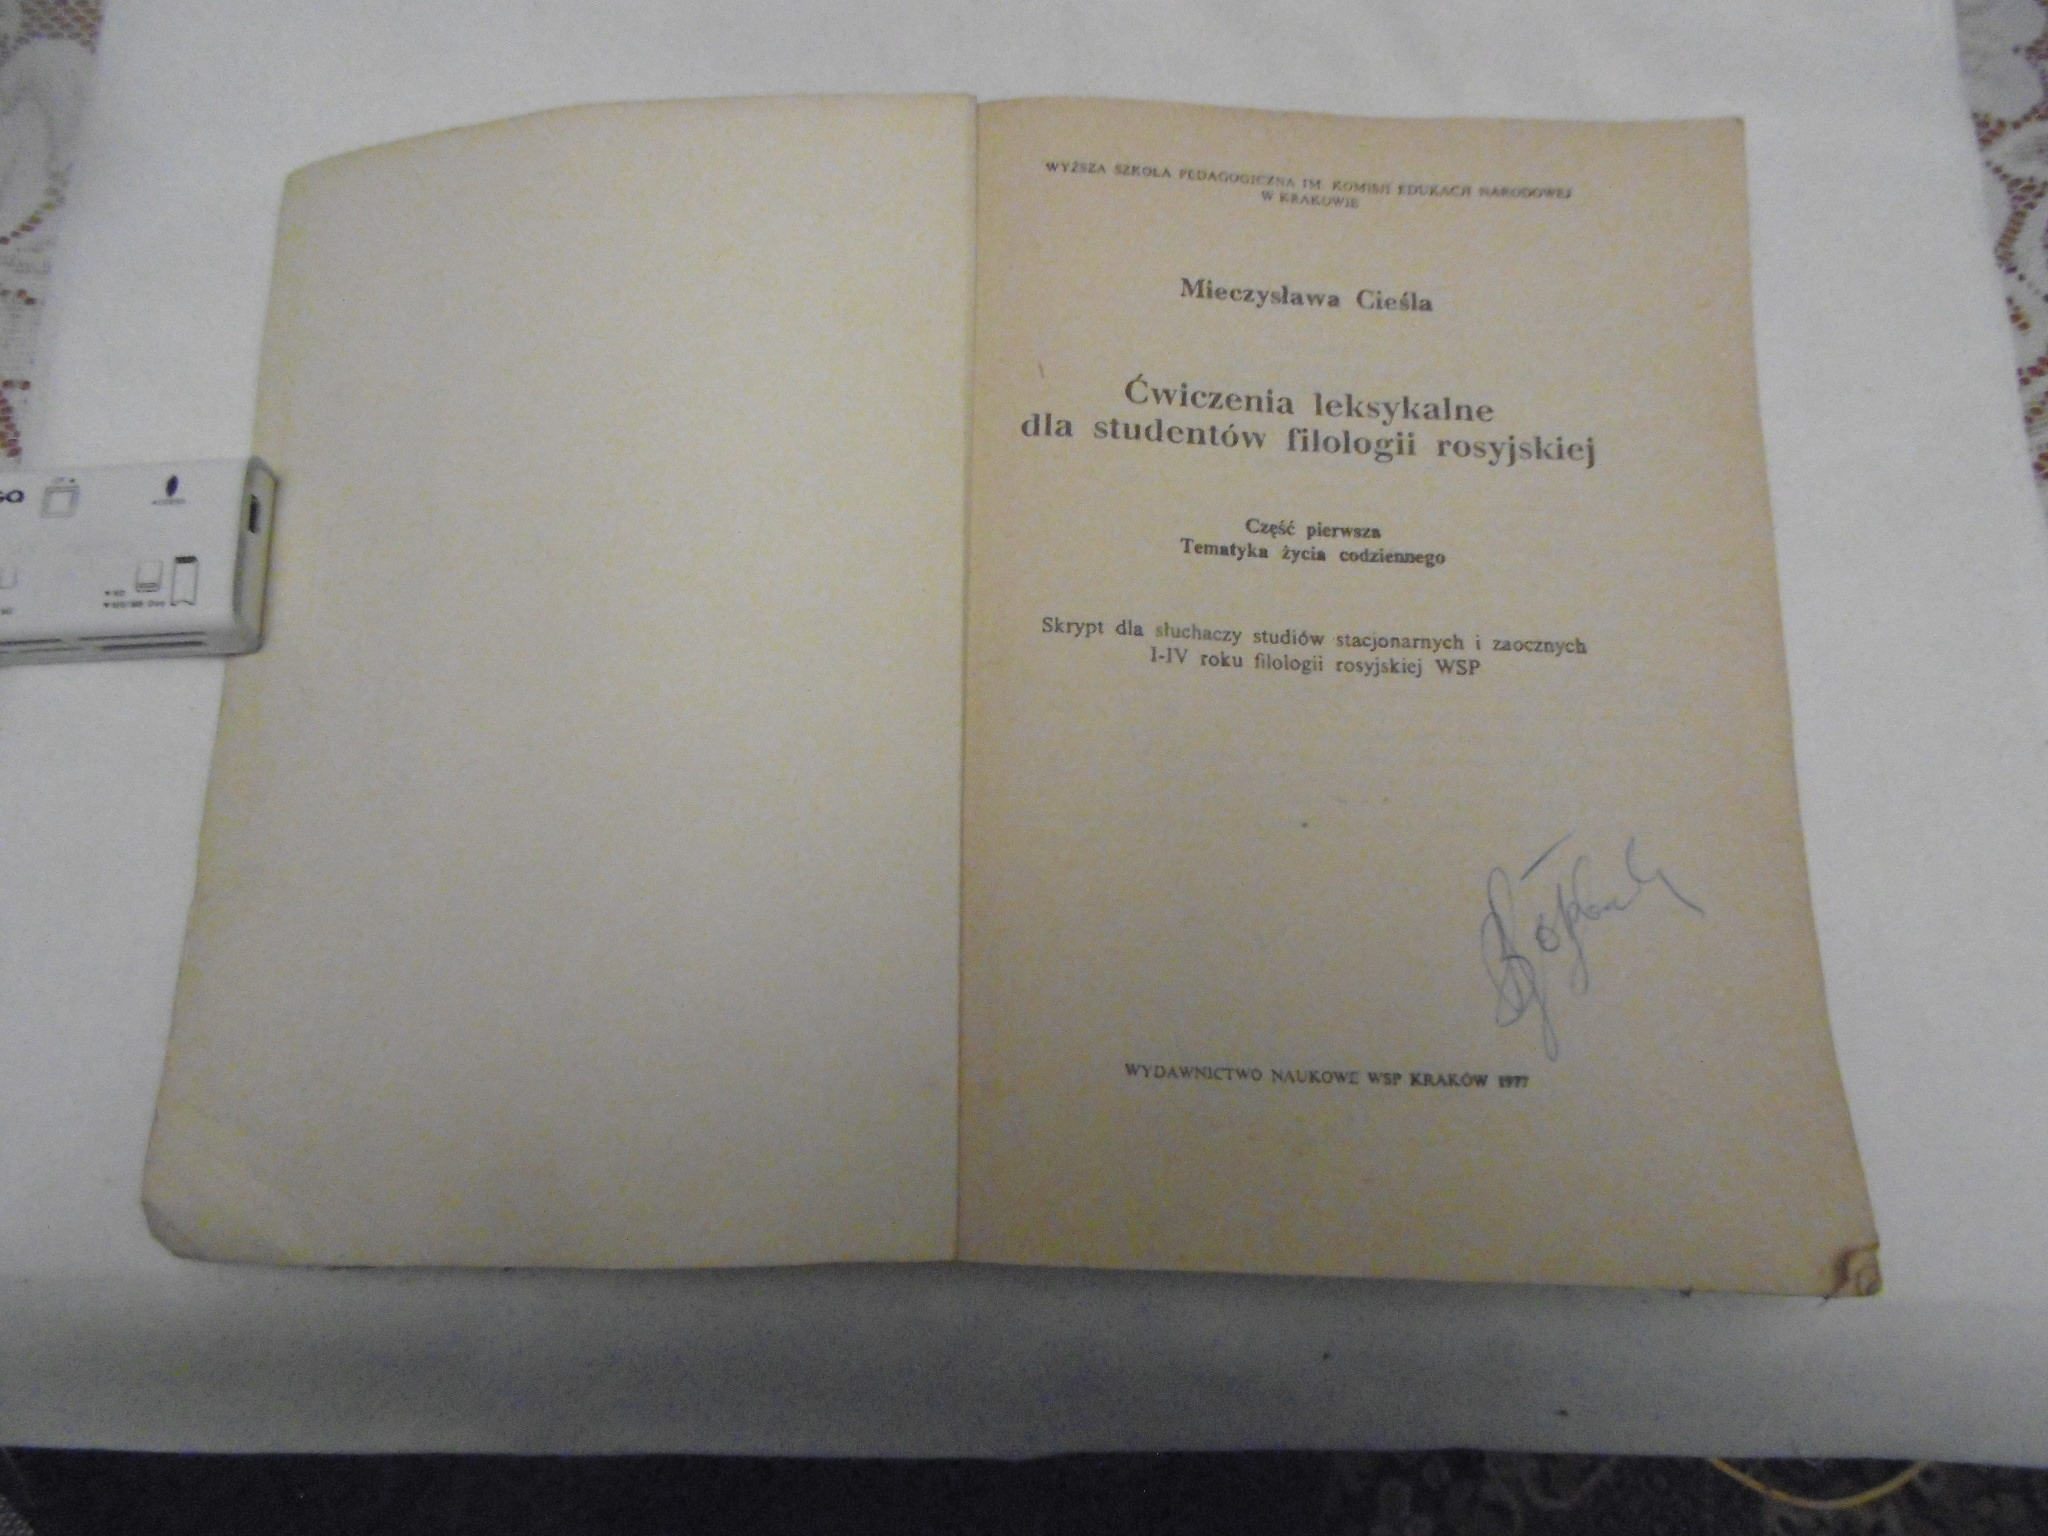 WYŻSZA SZKOŁA PEDAGOGICZNA IM. KOMISJI EDUKACJI NARODOWEJ
W KRAKOWIE
Mieczysława Cieśla
Ćwiczenia leksykalne
dla studentów filologii rosyjskiej
Część pierwsza
Tematyka życia codziennego
Skrypt dla słuchaczy studiów stacjonarnych i zaocznych
I-IV roku filologii rosyjskiej WSP
WYDAWNICTWO NAUKOWE WSP KRAKÓW 1977